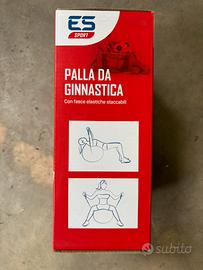 ES
SPORT
PALLA DA
GINNASTICA
Con fasce elastiche staccabili
subito